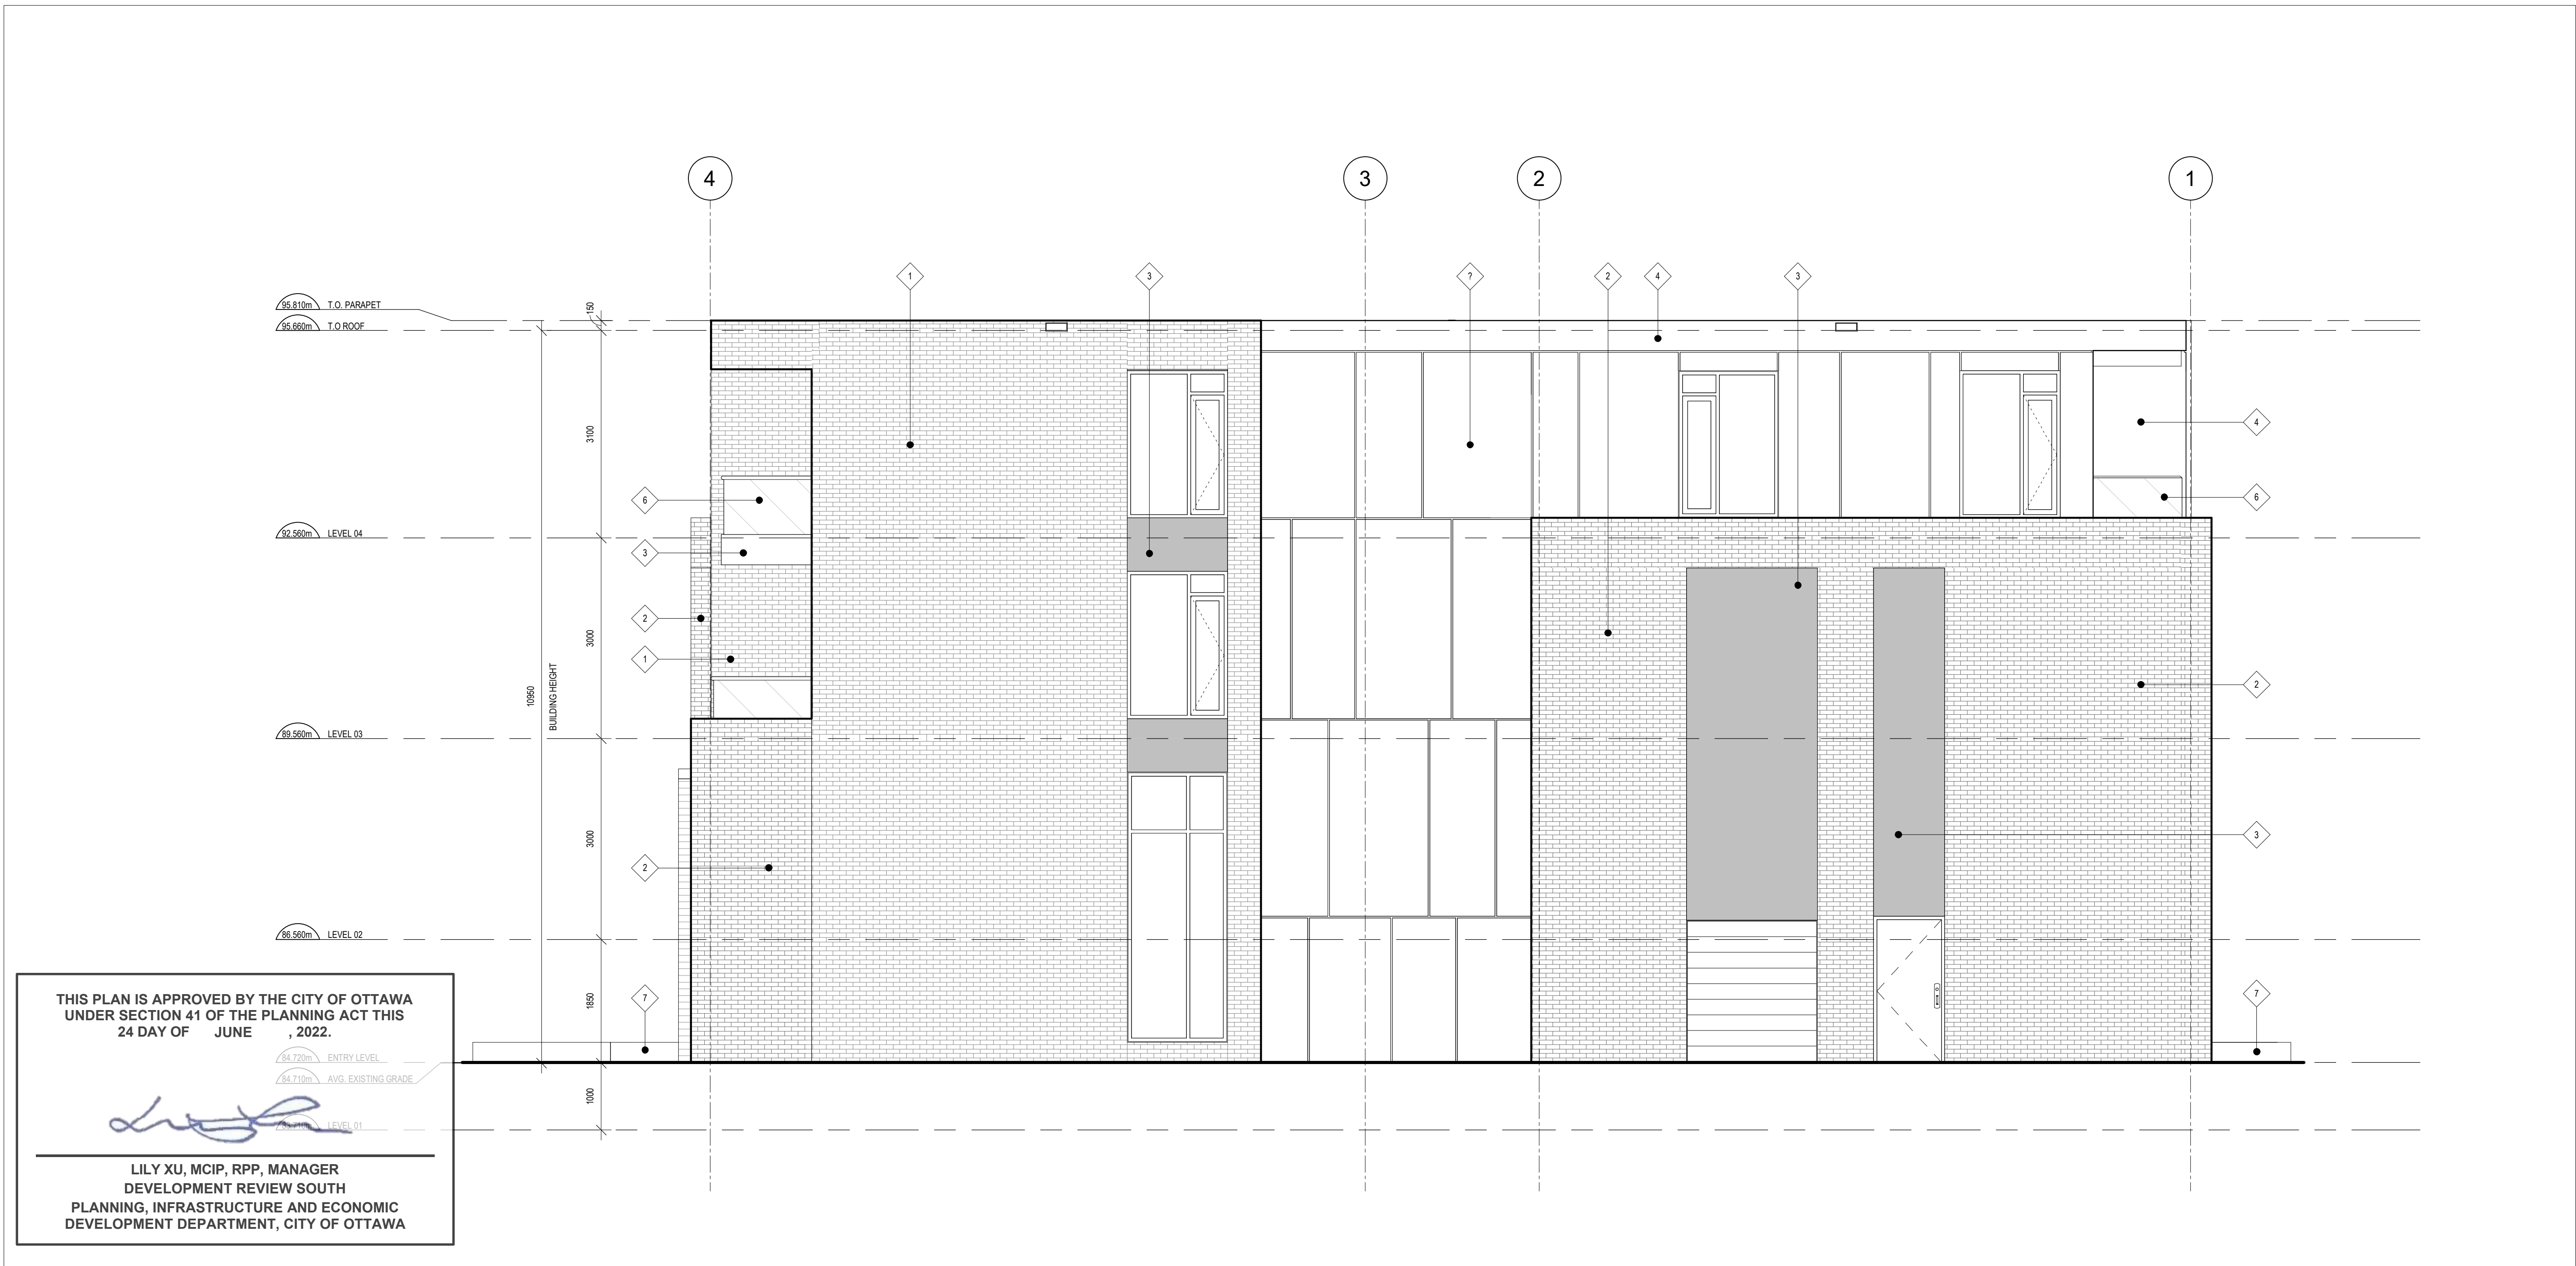 4
3
2
1
1
3
?
2
4
3
95.810m T.O. PARAPET
95.660m T.O ROOF
150
3100
4
6
6
92.560m LEVEL 04
3
2
3000
1
BUILDING HEIGHT
10950
2
89.560m LEVEL 03
3000
3
2
86.560m LEVEL 02
1850
7
7
THIS PLAN IS APPROVED BY THE CITY OF OTTAWA
UNDER SECTION 41 OF THE PLANNING ACT THIS
24 DAY OF JUNE , 2022.
84.720m ENTRY LEVEL
84.710m AVG. EXISTING GRADE
1000
83.710m LEVEL 01
LILY XU, MCIP, RPP, MANAGER
DEVELOPMENT REVIEW SOUTH
PLANNING, INFRASTRUCTURE AND ECONOMIC
DEVELOPMENT DEPARTMENT, CITY OF OTTAWA